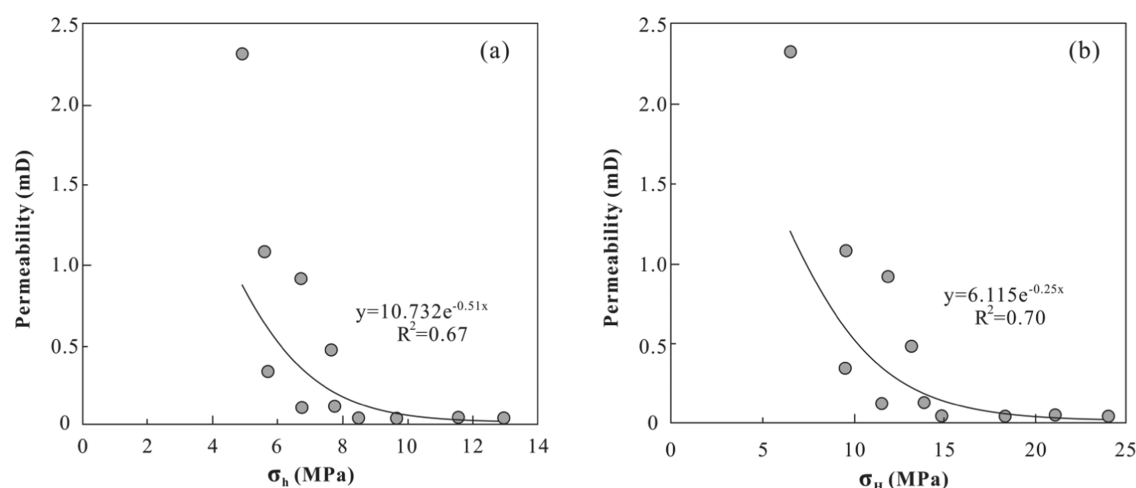 2.5
(a)
2.0
1.5
1.0
0.5
0
Permeability (mD)
y=10.732e^-0.51x
R²=0.67
0 2 4 6 8 10 12 14
σh (MPa)
2.5
(b)
2.0
1.5
1.0
0.5
0
Permeability (mD)
y=6.115e^-0.25x
R²=0.70
0 5 10 15 20 25
σH (MPa)